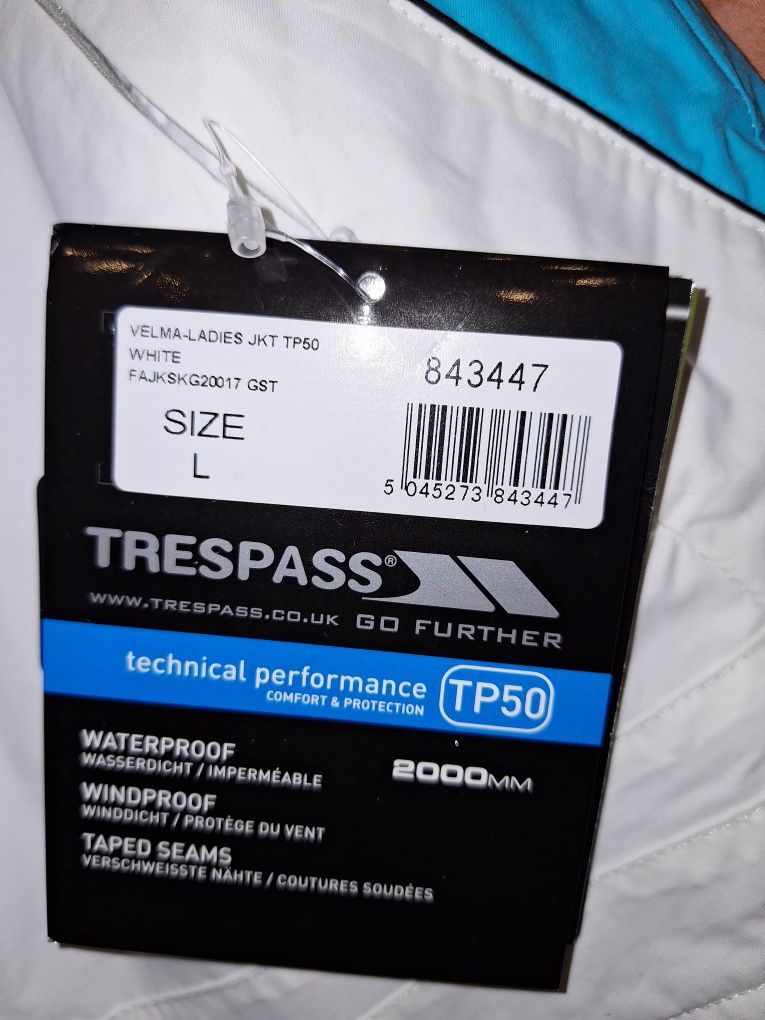 VELMA-LADIES JKT TP50
WHITE
FAJKSKG20017 GST
SIZE
L
843447
5 045273 843447
TRESPASS®
WWW.TRESPASS.CO.UK GO FURTHER
technical performance TP50
COMFORT & PROTECTION
WATERPROOF 2000MM
WASSERDICHT / IMPERMÉABLE
WINDPROOF
WINDDICHT / PROTÈGE DU VENT
TAPED SEAMS
VERSCHWEISSTE NÄHTE / COUTURES SOUDÉES